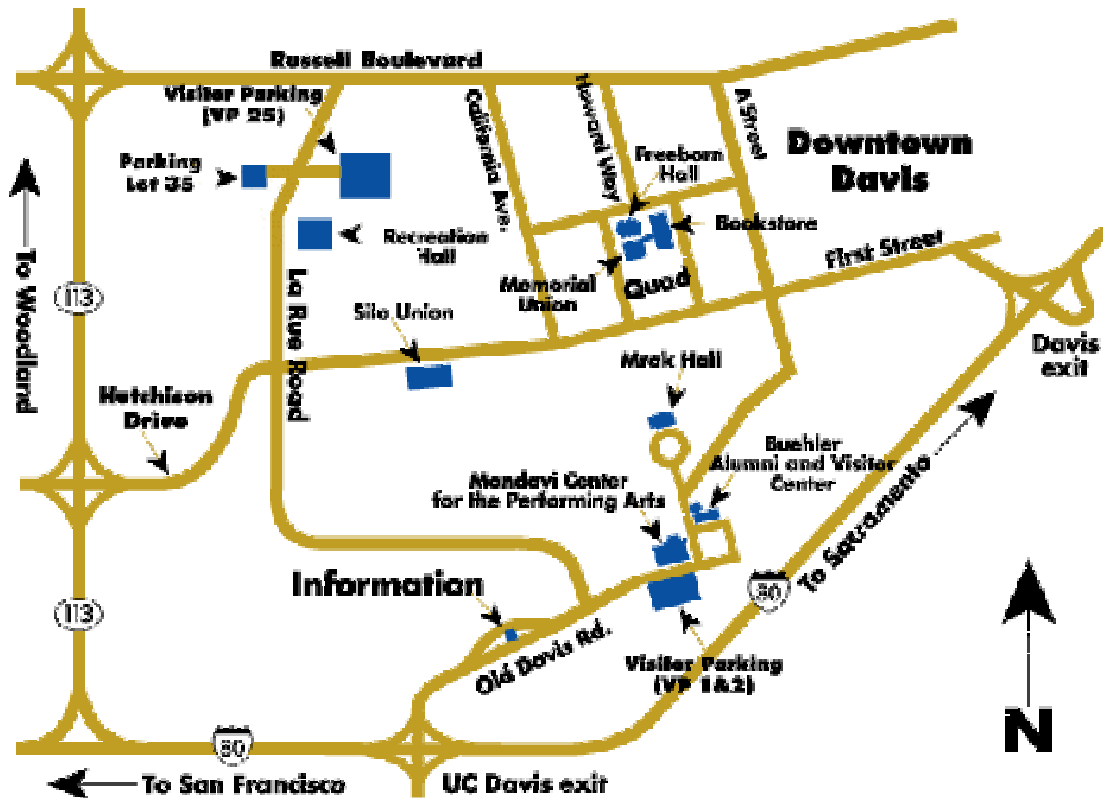 Russell Boulevard
Visitor Parking
(VP 25)
California Ave.
Howard Way
A Street
Downtown
Davis
Parking
Lot 35
Freeborn
Hall
Bookstore
Recreation
Hall
Memorial
Union
Quad
First Street
To Woodland
113
La Rue Road
Silo Union
Mrak Hall
Davis
exit
Hutchison
Drive
Buehler
Alumni and Visitor
Center
Mondavi Center
for the Performing Arts
To Sacramento
80
Information
113
Old Davis Rd.
Visitor Parking
(VP 1&2)
N
80
To San Francisco
UC Davis exit